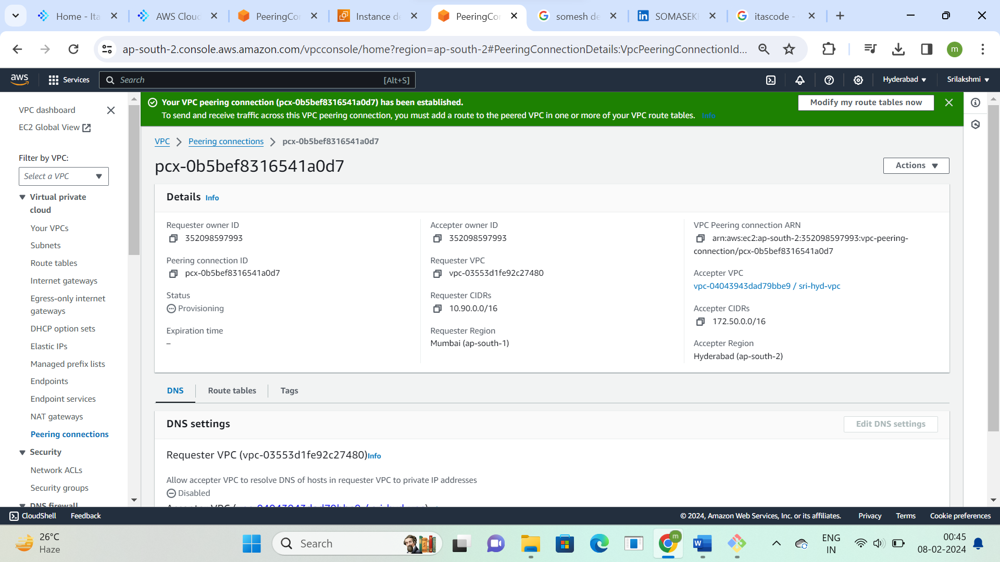 Home - Ita
AWS Cloud
PeeringCo
Instance de
PeeringCo
somesh de
SOMASEK
itascode -
ap-south-2.console.aws.amazon.com/vpcconsole/home?region=ap-south-2#PeeringConnectionDetails:VpcPeeringConnectionId...
m
aws
Services
Search
[Alt+S]
Hyderabad
Srilakshmi
VPC dashboard
EC2 Global View
Filter by VPC:
Select a VPC
Virtual private
cloud
Your VPCs
Subnets
Route tables
Internet gateways
Egress-only internet
gateways
DHCP option sets
Elastic IPs
Managed prefix lists
Endpoints
Endpoint services
NAT gateways
Peering connections
Security
Network ACLs
Security groups
DNS firewall
Your VPC peering connection (pcx-0b5bef8316541a0d7) has been established.
To send and receive traffic across this VPC peering connection, you must add a route to the peered VPC in one or more of your VPC route tables. Info
Modify my route tables now
VPC
Peering connections
pcx-0b5bef8316541a0d7
pcx-0b5bef8316541a0d7
Actions
Details Info
Requester owner ID
352098597993
Peering connection ID
pcx-0b5bef8316541a0d7
Status
Provisioning
Expiration time
–
Accepter owner ID
352098597993
Requester VPC
vpc-03553d1fe92c27480
Requester CIDRs
10.90.0.0/16
Requester Region
Mumbai (ap-south-1)
VPC Peering connection ARN
arn:aws:ec2:ap-south-2:352098597993:vpc-peering-
connection/pcx-0b5bef8316541a0d7
Accepter VPC
vpc-04043943dad79bbe9 / sri-hyd-vpc
Accepter CIDRs
172.50.0.0/16
Accepter Region
Hyderabad (ap-south-2)
DNS
Route tables
Tags
DNS settings
Edit DNS settings
Requester VPC (vpc-03553d1fe92c27480)Info
Allow accepter VPC to resolve DNS of hosts in requester VPC to private IP addresses
Disabled
Accepter VPC (vpc-04043943dad79bbe9 / sri-hyd-vpc)
CloudShell
Feedback
© 2024, Amazon Web Services, Inc. or its affiliates.
Privacy
Terms
Cookie preferences
26°C
Haze
Search
m
ENG
IN
00:45
08-02-2024